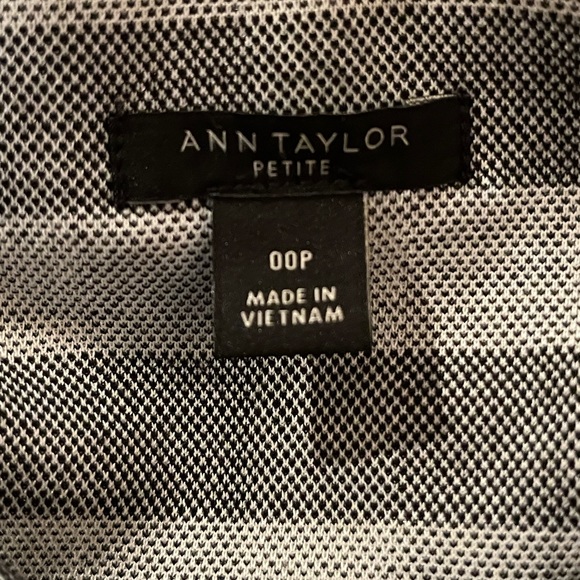 ANN TAYLOR
PETITE
00P
MADE IN
VIETNAM